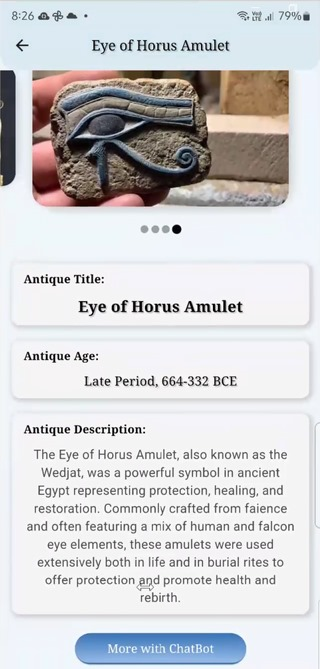 8:26
79%
Eye of Horus Amulet
Antique Title:
Eye of Horus Amulet
Antique Age:
Late Period, 664-332 BCE
Antique Description:
The Eye of Horus Amulet, also known as the
Wedjat, was a powerful symbol in ancient
Egypt representing protection, healing, and
restoration. Commonly crafted from faience
and often featuring a mix of human and falcon
eye elements, these amulets were used
extensively both in life and in burial rites to
offer protection and promote health and
rebirth.
More with ChatBot